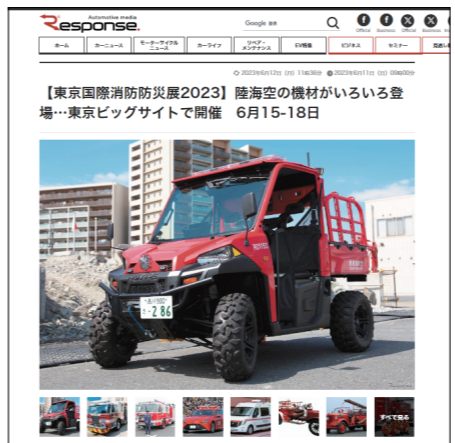 Automotive media
Response.
Google 検索
Official
Business
Official
Business
ホーム
カーニュース
モーターサイクル
ニュース
カーライフ
リペア・
メンテナンス
EV特集
ビジネス
セミナー
2023年6月12日（月） 11時36分
2023年6月11日（日） 09時00分
【東京国際消防防災展2023】陸海空の機材がいろいろ登
場…東京ビッグサイトで開催　6月15-18日
・286
すべて見る